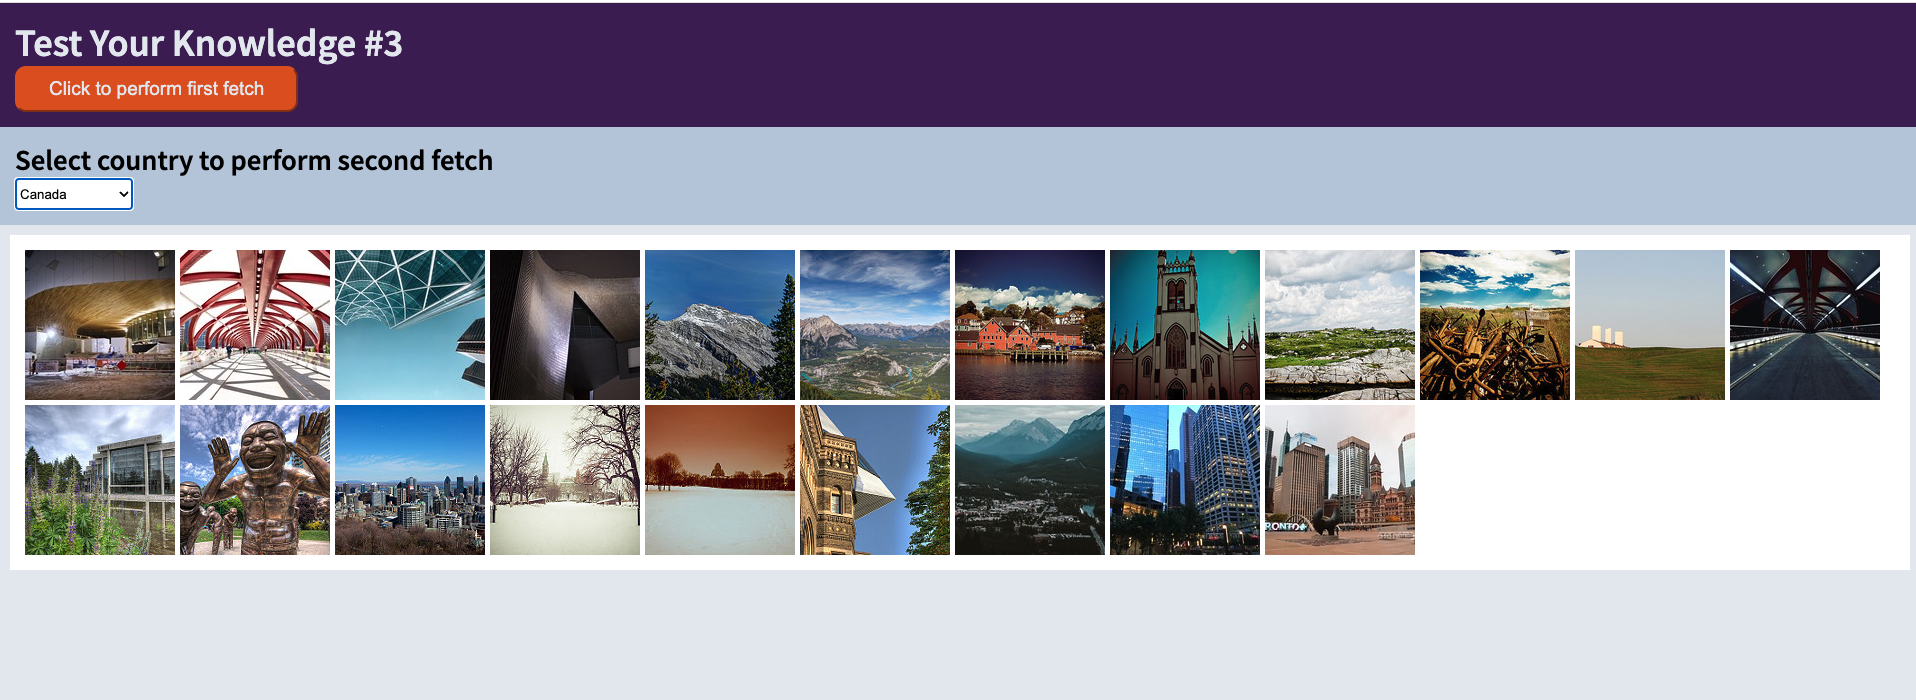 Test Your Knowledge #3
Click to perform first fetch
Select country to perform second fetch
Canada
RONTO